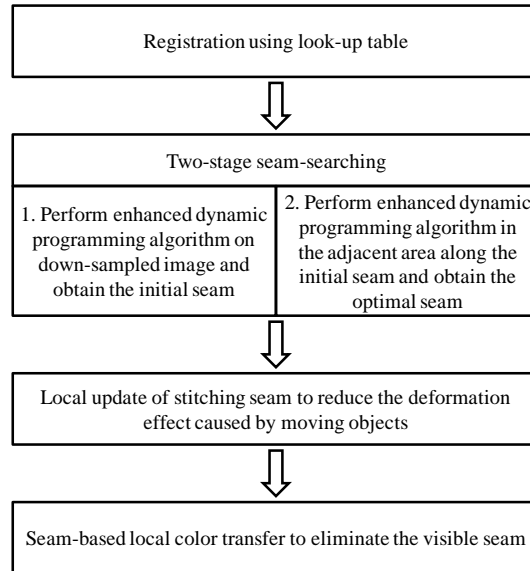 Registration using look-up table
Two-stage seam-searching
1. Perform enhanced dynamic
programming algorithm on
down-sampled image and
obtain the initial seam
2. Perform enhanced dynamic
programming algorithm in
the adjacent area along the
initial seam and obtain the
optimal seam
Local update of stitching seam to reduce the deformation
effect caused by moving objects
Seam-based local color transfer to eliminate the visible seam